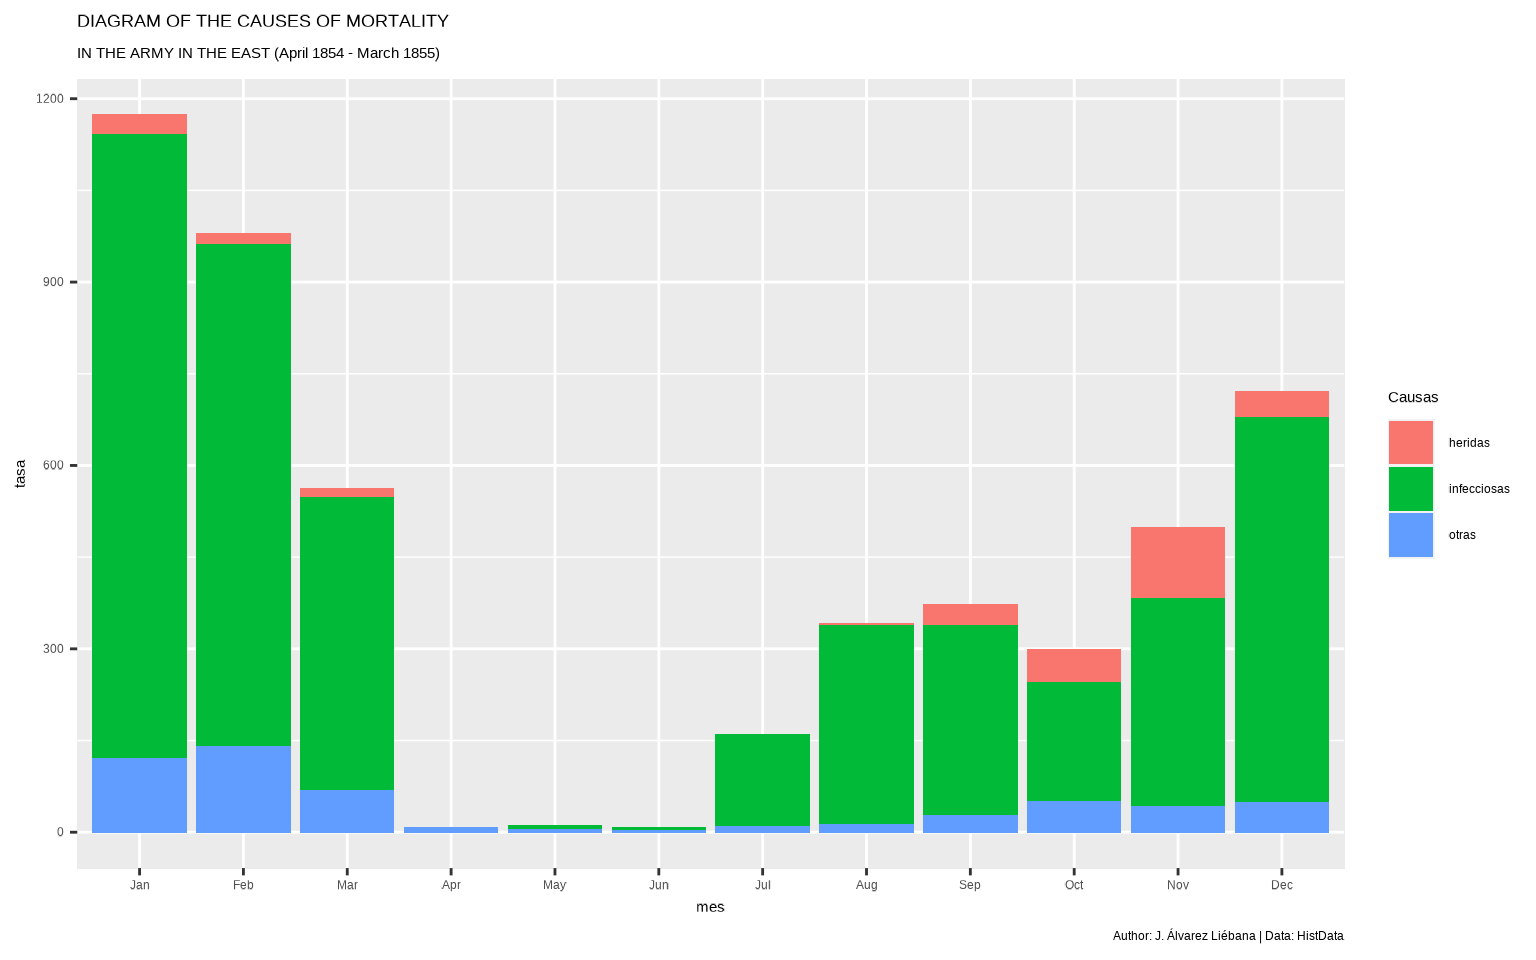 DIAGRAM OF THE CAUSES OF MORTALITY
IN THE ARMY IN THE EAST (April 1854 - March 1855)
tasa
1200
900
600
300
0
Jan Feb Mar Apr May Jun Jul Aug Sep Oct Nov Dec
mes
Causas
heridas
infecciosas
otras
Author: J. Álvarez Liébana | Data: HistData